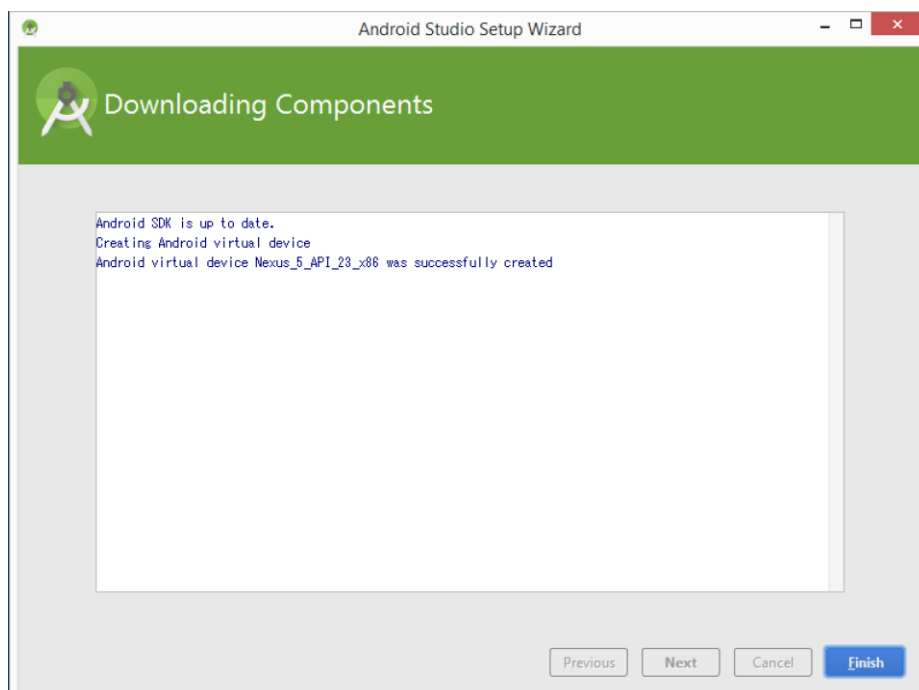 Android Studio Setup Wizard
Downloading Components
Android SDK is up to date.
Creating Android virtual device
Android virtual device Nexus_5_API_23_x86 was successfully created
Previous Next Cancel Finish